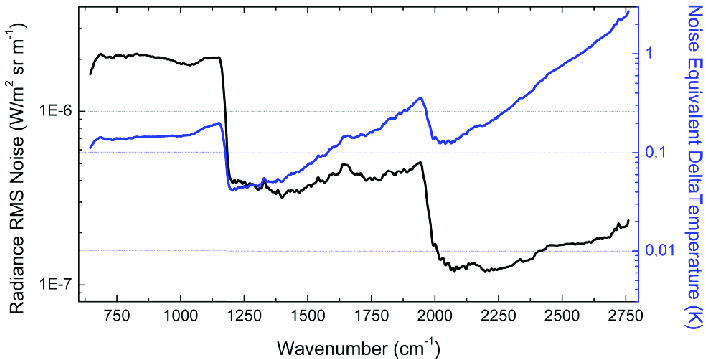 Radiance RMS Noise (W/m² sr m⁻¹)
1E-6
1E-7
750 1000 1250 1500 1750 2000 2250 2500 2750
Wavenumber (cm⁻¹)
1
0.1
0.01
Noise Equivalent DeltaTemperature (K)